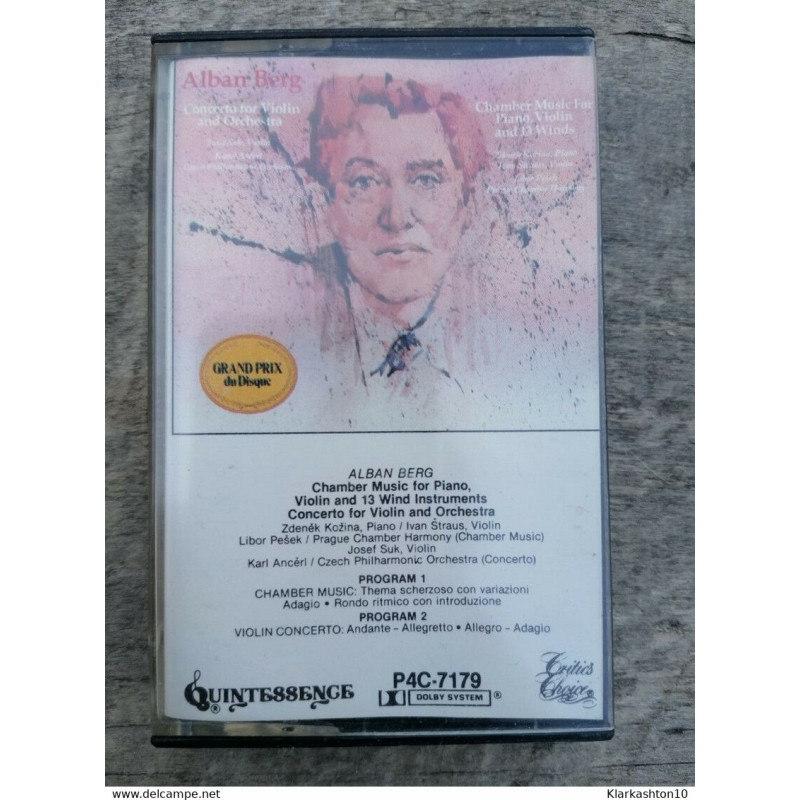 Alban Berg
Concerto for Violin
and Orchestra
Josef Suk, Violin
Chamber Music For
Piano, Violin
and 13 Winds
GRAND PRIX
du Disque
ALBAN BERG
Chamber Music for Piano,
Violin and 13 Wind Instruments
Concerto for Violin and Orchestra
Zdeněk Kožina, Piano / Ivan Štraus, Violin
Libor Pešek / Prague Chamber Harmony (Chamber Music)
Josef Suk, Violin
Karl Ancěrl / Czech Philharmonic Orchestra (Concerto)
PROGRAM 1
CHAMBER MUSIC: Thema scherzoso con variazioni
Adagio • Rondo ritmico con introduzione
PROGRAM 2
VIOLIN CONCERTO: Andante - Allegretto • Allegro - Adagio
QUINTESSENCE ®
P4C-7179
DOLBY SYSTEM ®
Critics
Choice
www.delcampe.net
Klarkashton10